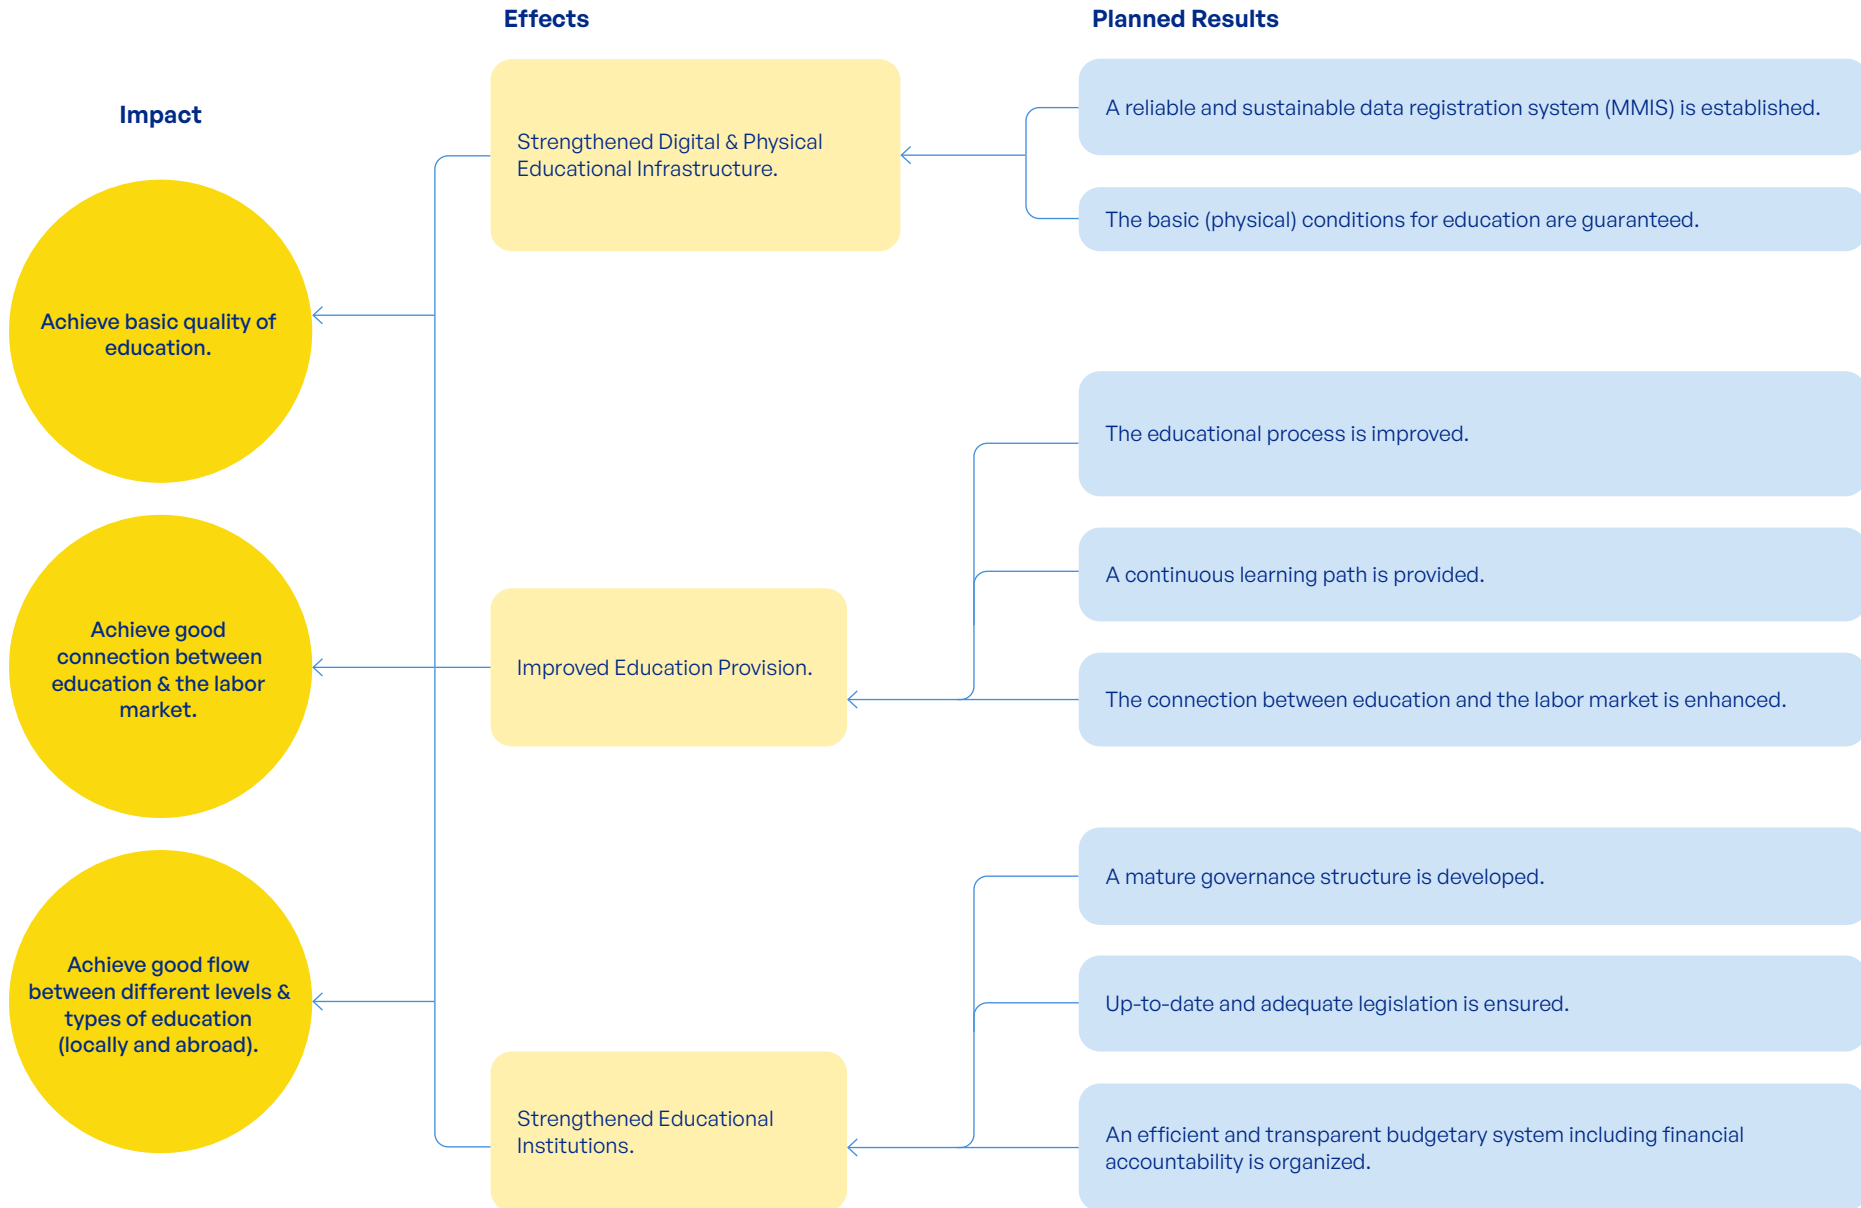 Effects
Planned Results
Impact
Strengthened Digital & Physical
Educational Infrastructure.
A reliable and sustainable data registration system (MMIS) is established.
The basic (physical) conditions for education are guaranteed.
Achieve basic quality of
education.
The educational process is improved.
A continuous learning path is provided.
Achieve good
connection between
education & the labor
market.
Improved Education Provision.
The connection between education and the labor market is enhanced.
A mature governance structure is developed.
Achieve good flow
between different levels &
types of education
(locally and abroad).
Up-to-date and adequate legislation is ensured.
Strengthened Educational
Institutions.
An efficient and transparent budgetary system including financial
accountability is organized.